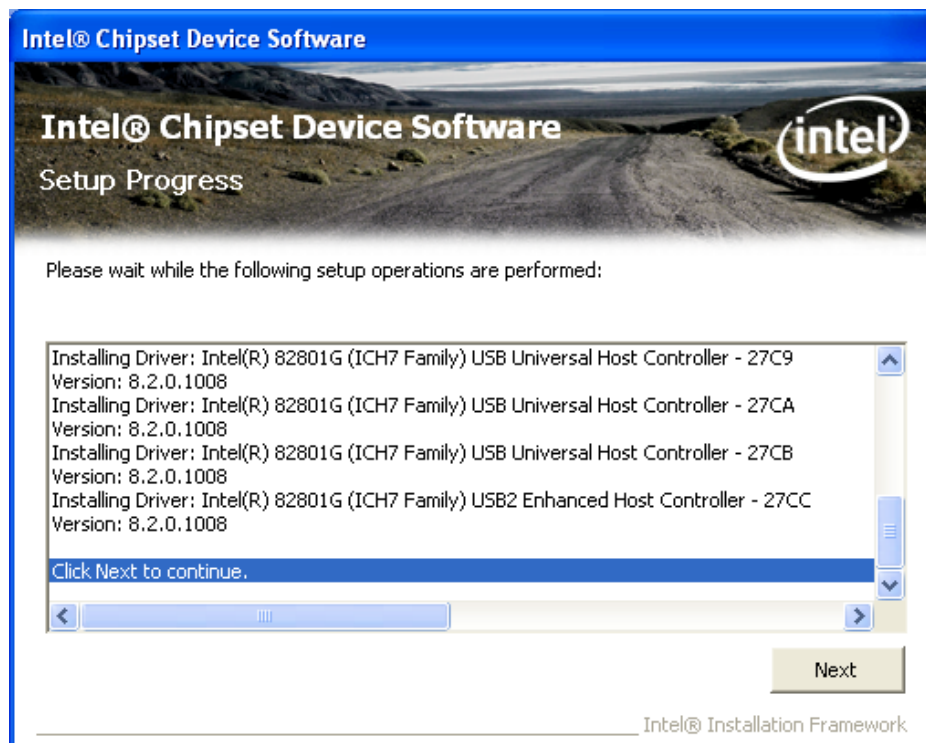 Intel® Chipset Device Software
Intel® Chipset Device Software
intel
Setup Progress
Please wait while the following setup operations are performed:
Installing Driver: Intel(R) 82801G (ICH7 Family) USB Universal Host Controller - 27C9
Version: 8.2.0.1008
Installing Driver: Intel(R) 82801G (ICH7 Family) USB Universal Host Controller - 27CA
Version: 8.2.0.1008
Installing Driver: Intel(R) 82801G (ICH7 Family) USB Universal Host Controller - 27CB
Version: 8.2.0.1008
Installing Driver: Intel(R) 82801G (ICH7 Family) USB2 Enhanced Host Controller - 27CC
Version: 8.2.0.1008
Click Next to continue.
Next
Intel® Installation Framework